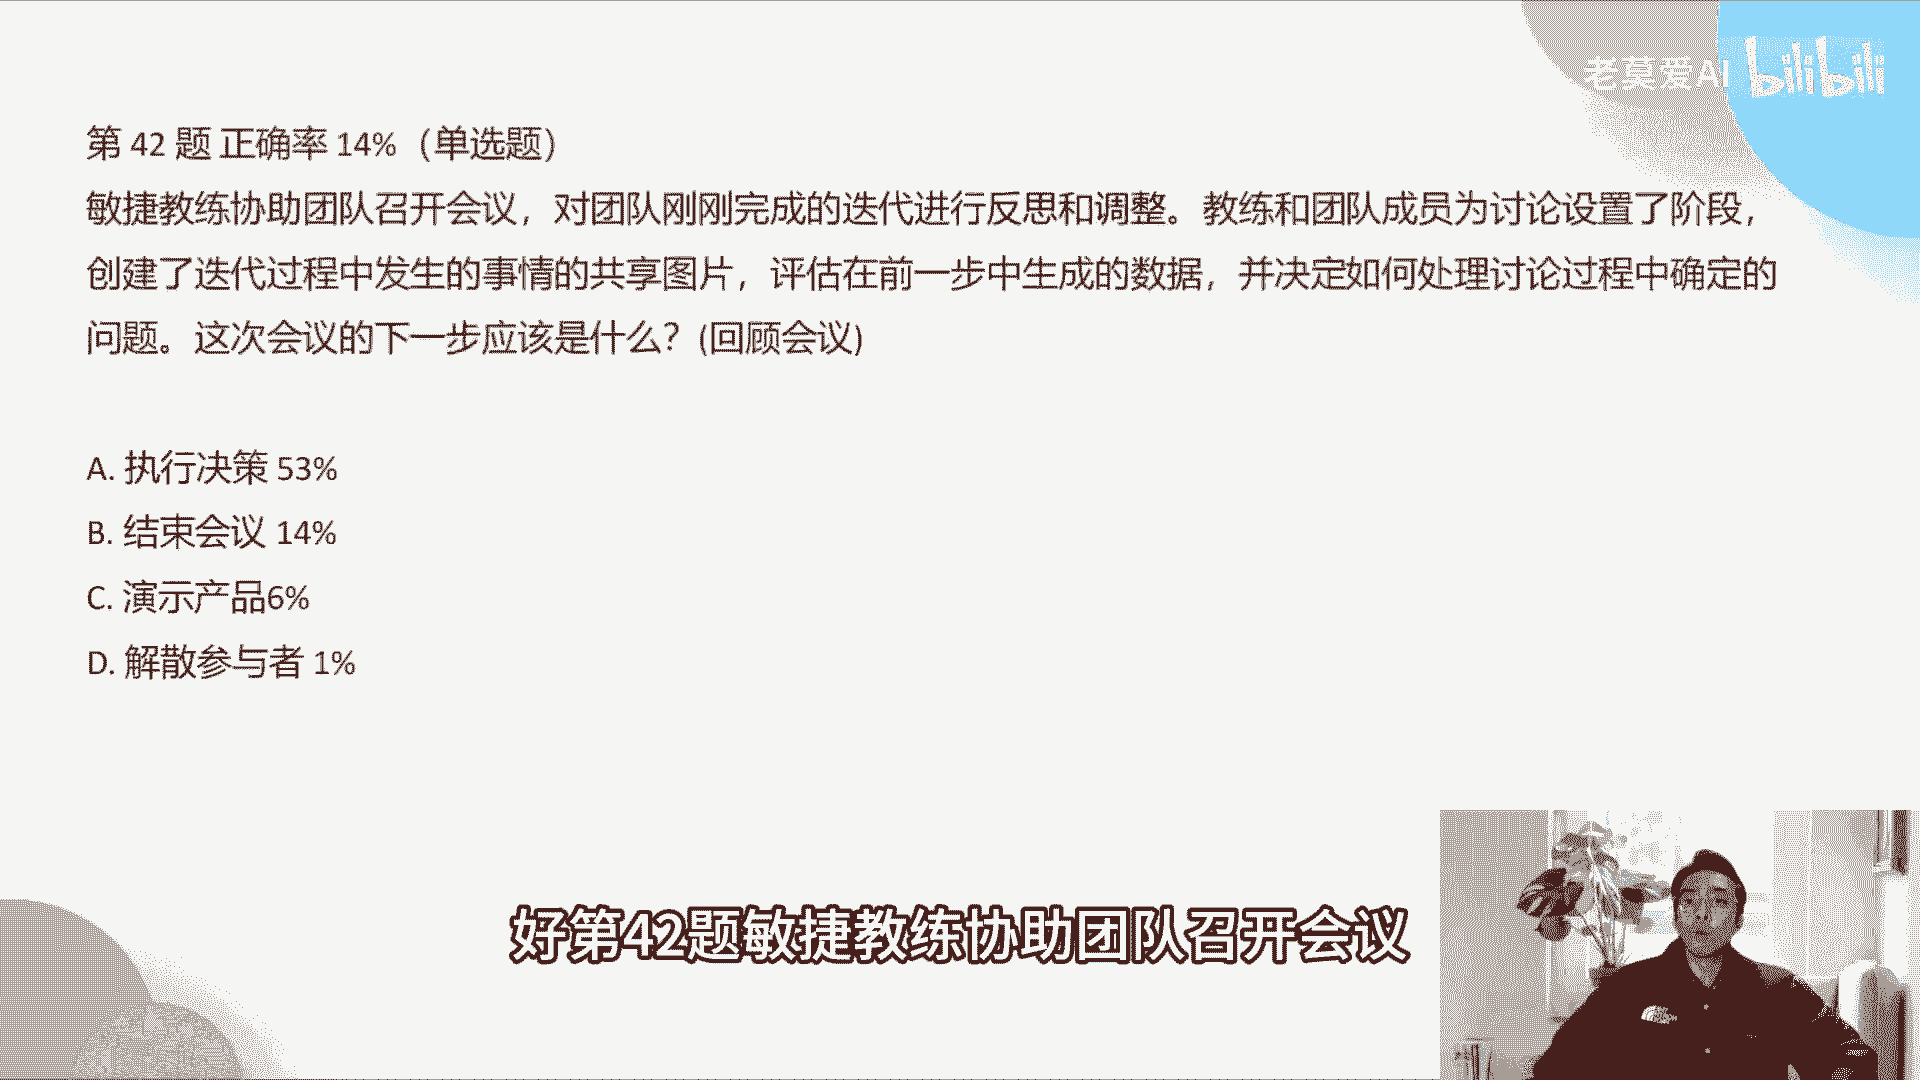 老莫爱AI bilibili
第 42 题 正确率 14%（单选题）
敏捷教练协助团队召开会议，对团队刚刚完成的迭代进行反思和调整。教练和团队成员为讨论设置了阶段，
创建了迭代过程中发生的事情的共享图片，评估在前一步中生成的数据，并决定如何处理讨论过程中确定的
问题。这次会议的下一步应该是什么？(回顾会议)
A. 执行决策 53%
B. 结束会议 14%
C. 演示产品6%
D. 解散参与者 1%
好第42题敏捷教练协助团队召开会议